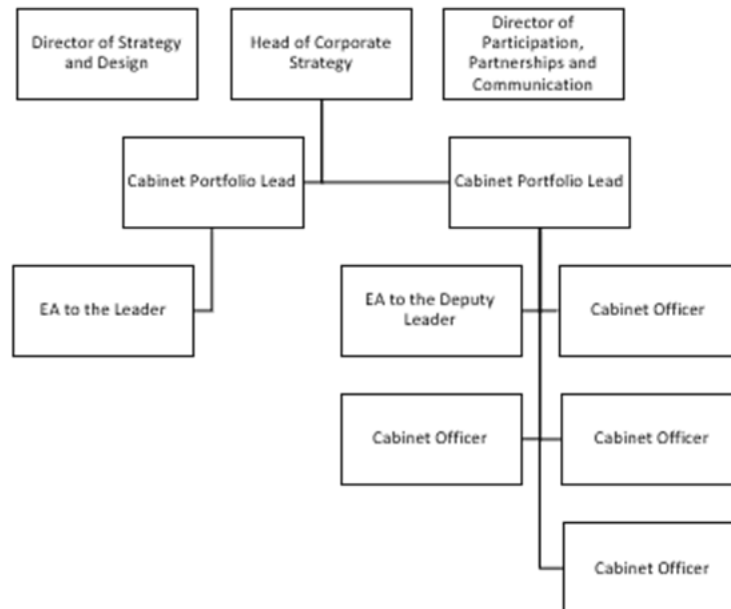 Director of Strategy
and Design
Head of Corporate
Strategy
Director of
Participation,
Partnerships and
Communication
Cabinet Portfolio Lead
Cabinet Portfolio Lead
EA to the Leader
EA to the Deputy
Leader
Cabinet Officer
Cabinet Officer
Cabinet Officer
Cabinet Officer